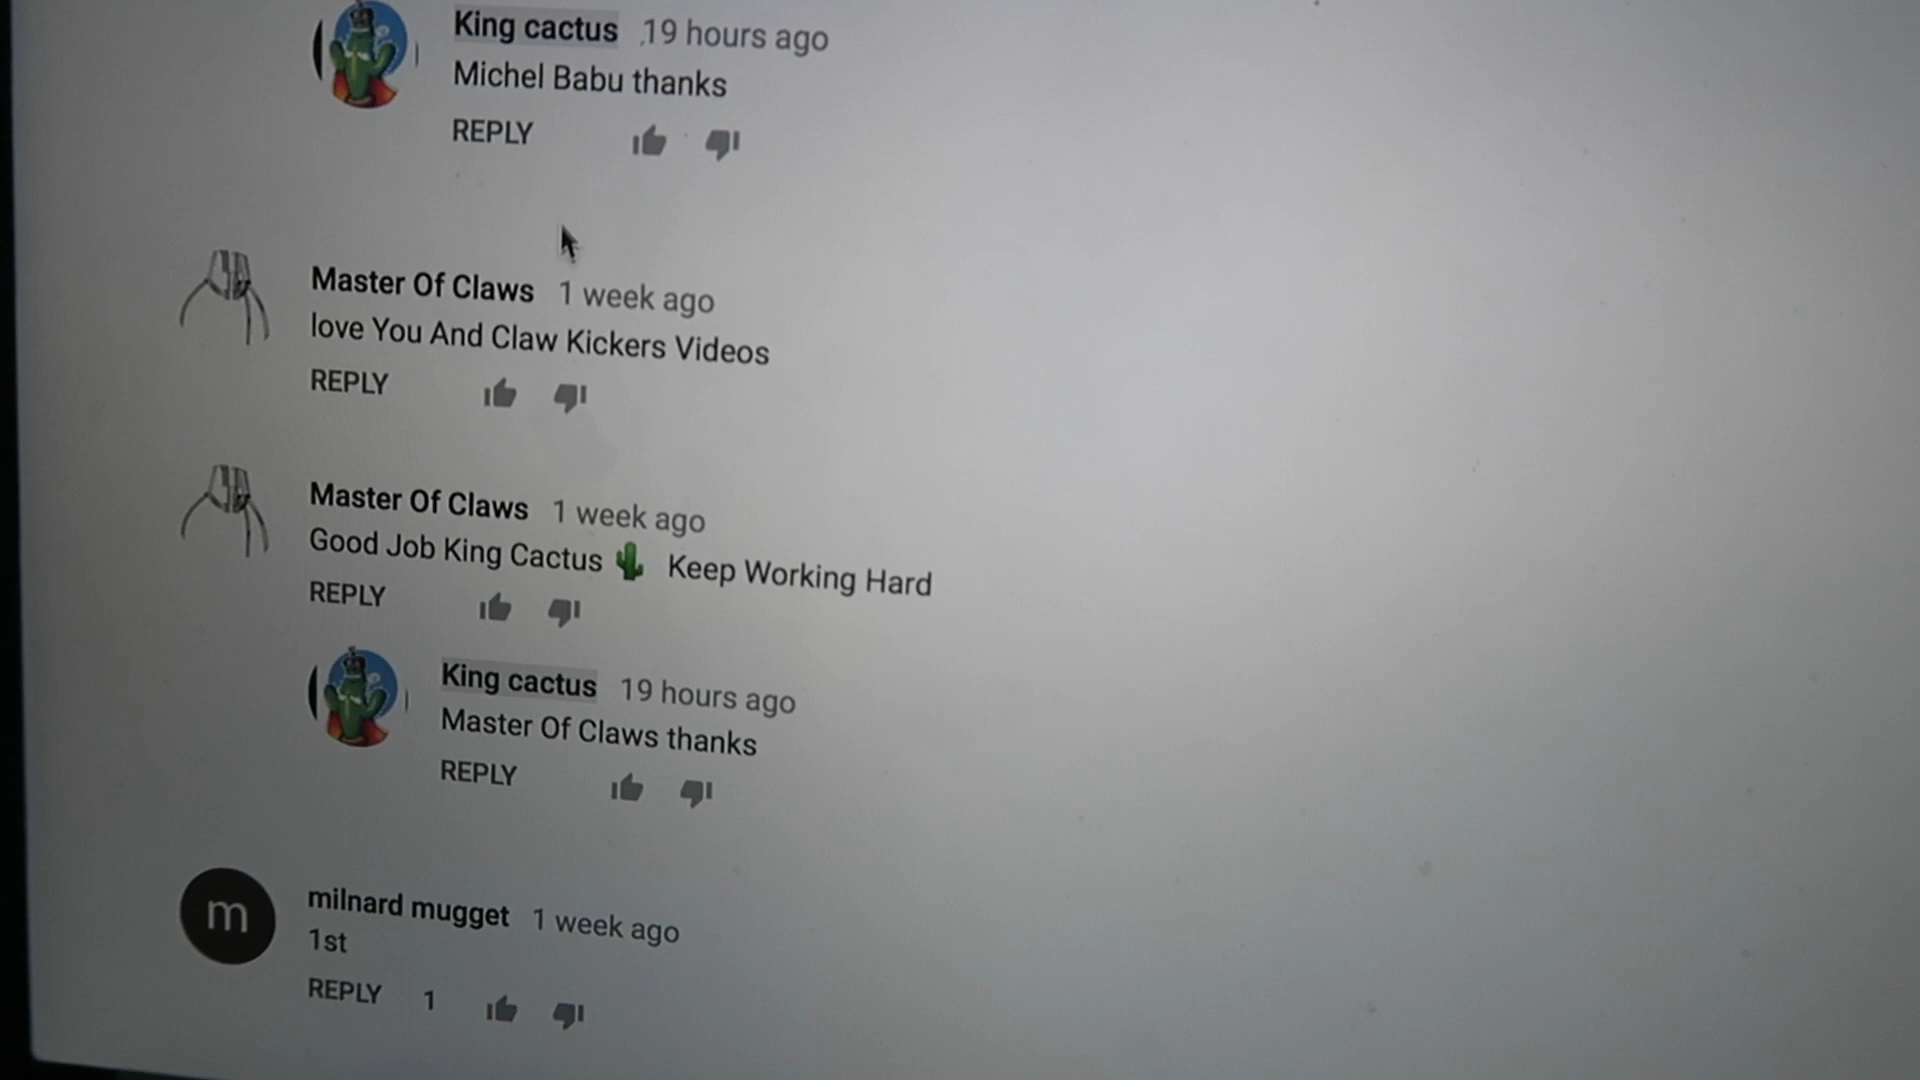 King cactus 19 hours ago
Michel Babu thanks
REPLY
Master Of Claws 1 week ago
love You And Claw Kickers Videos
REPLY
Master Of Claws 1 week ago
Good Job King Cactus 🌵 Keep Working Hard
REPLY
King cactus 19 hours ago
Master Of Claws thanks
REPLY
m
milnard mugget 1 week ago
1st
REPLY 1